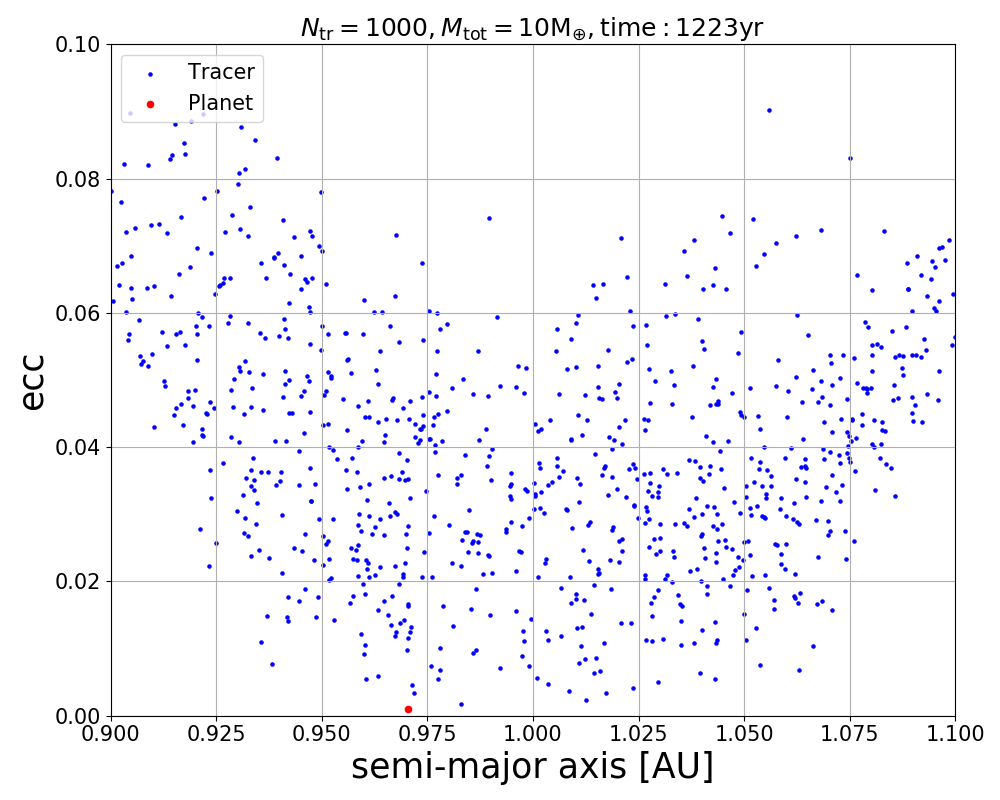 N_tr = 1000, M_tot = 10M_⊕, time : 1223yr
Tracer
Planet
0.10
0.08
0.06
0.04
0.02
0.00
ecc
0.900 0.925 0.950 0.975 1.000 1.025 1.050 1.075 1.100
semi-major axis [AU]